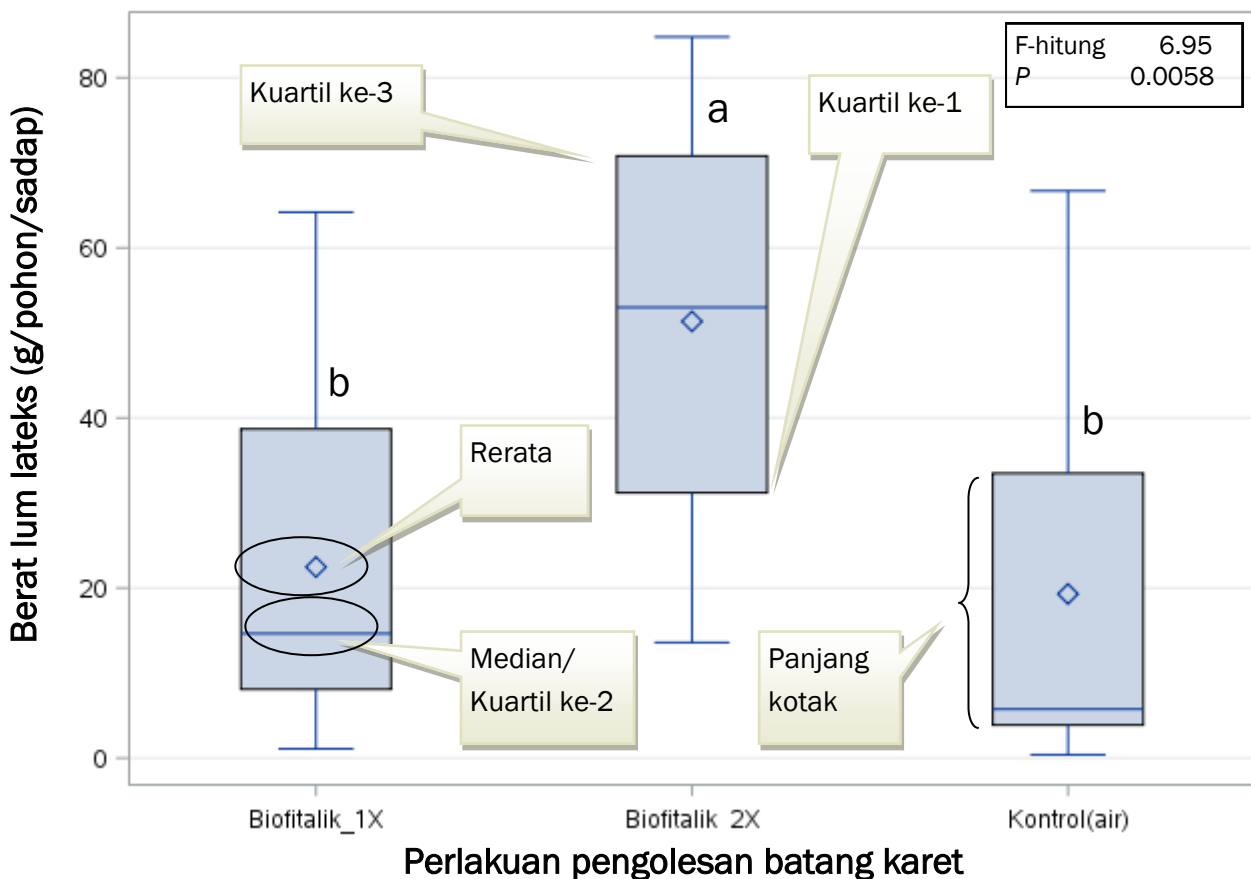 F-hitung 6.95
P 0.0058
Kuartil ke-3
Kuartil ke-1
a
b
b
Rerata
Median/
Kuartil ke-2
Panjang
kotak
80
60
40
20
0
Berat lum lateks (g/pohon/sadap)
Biofitalik_1X
Biofitalik 2X
Kontrol(air)
Perlakuan pengolesan batang karet